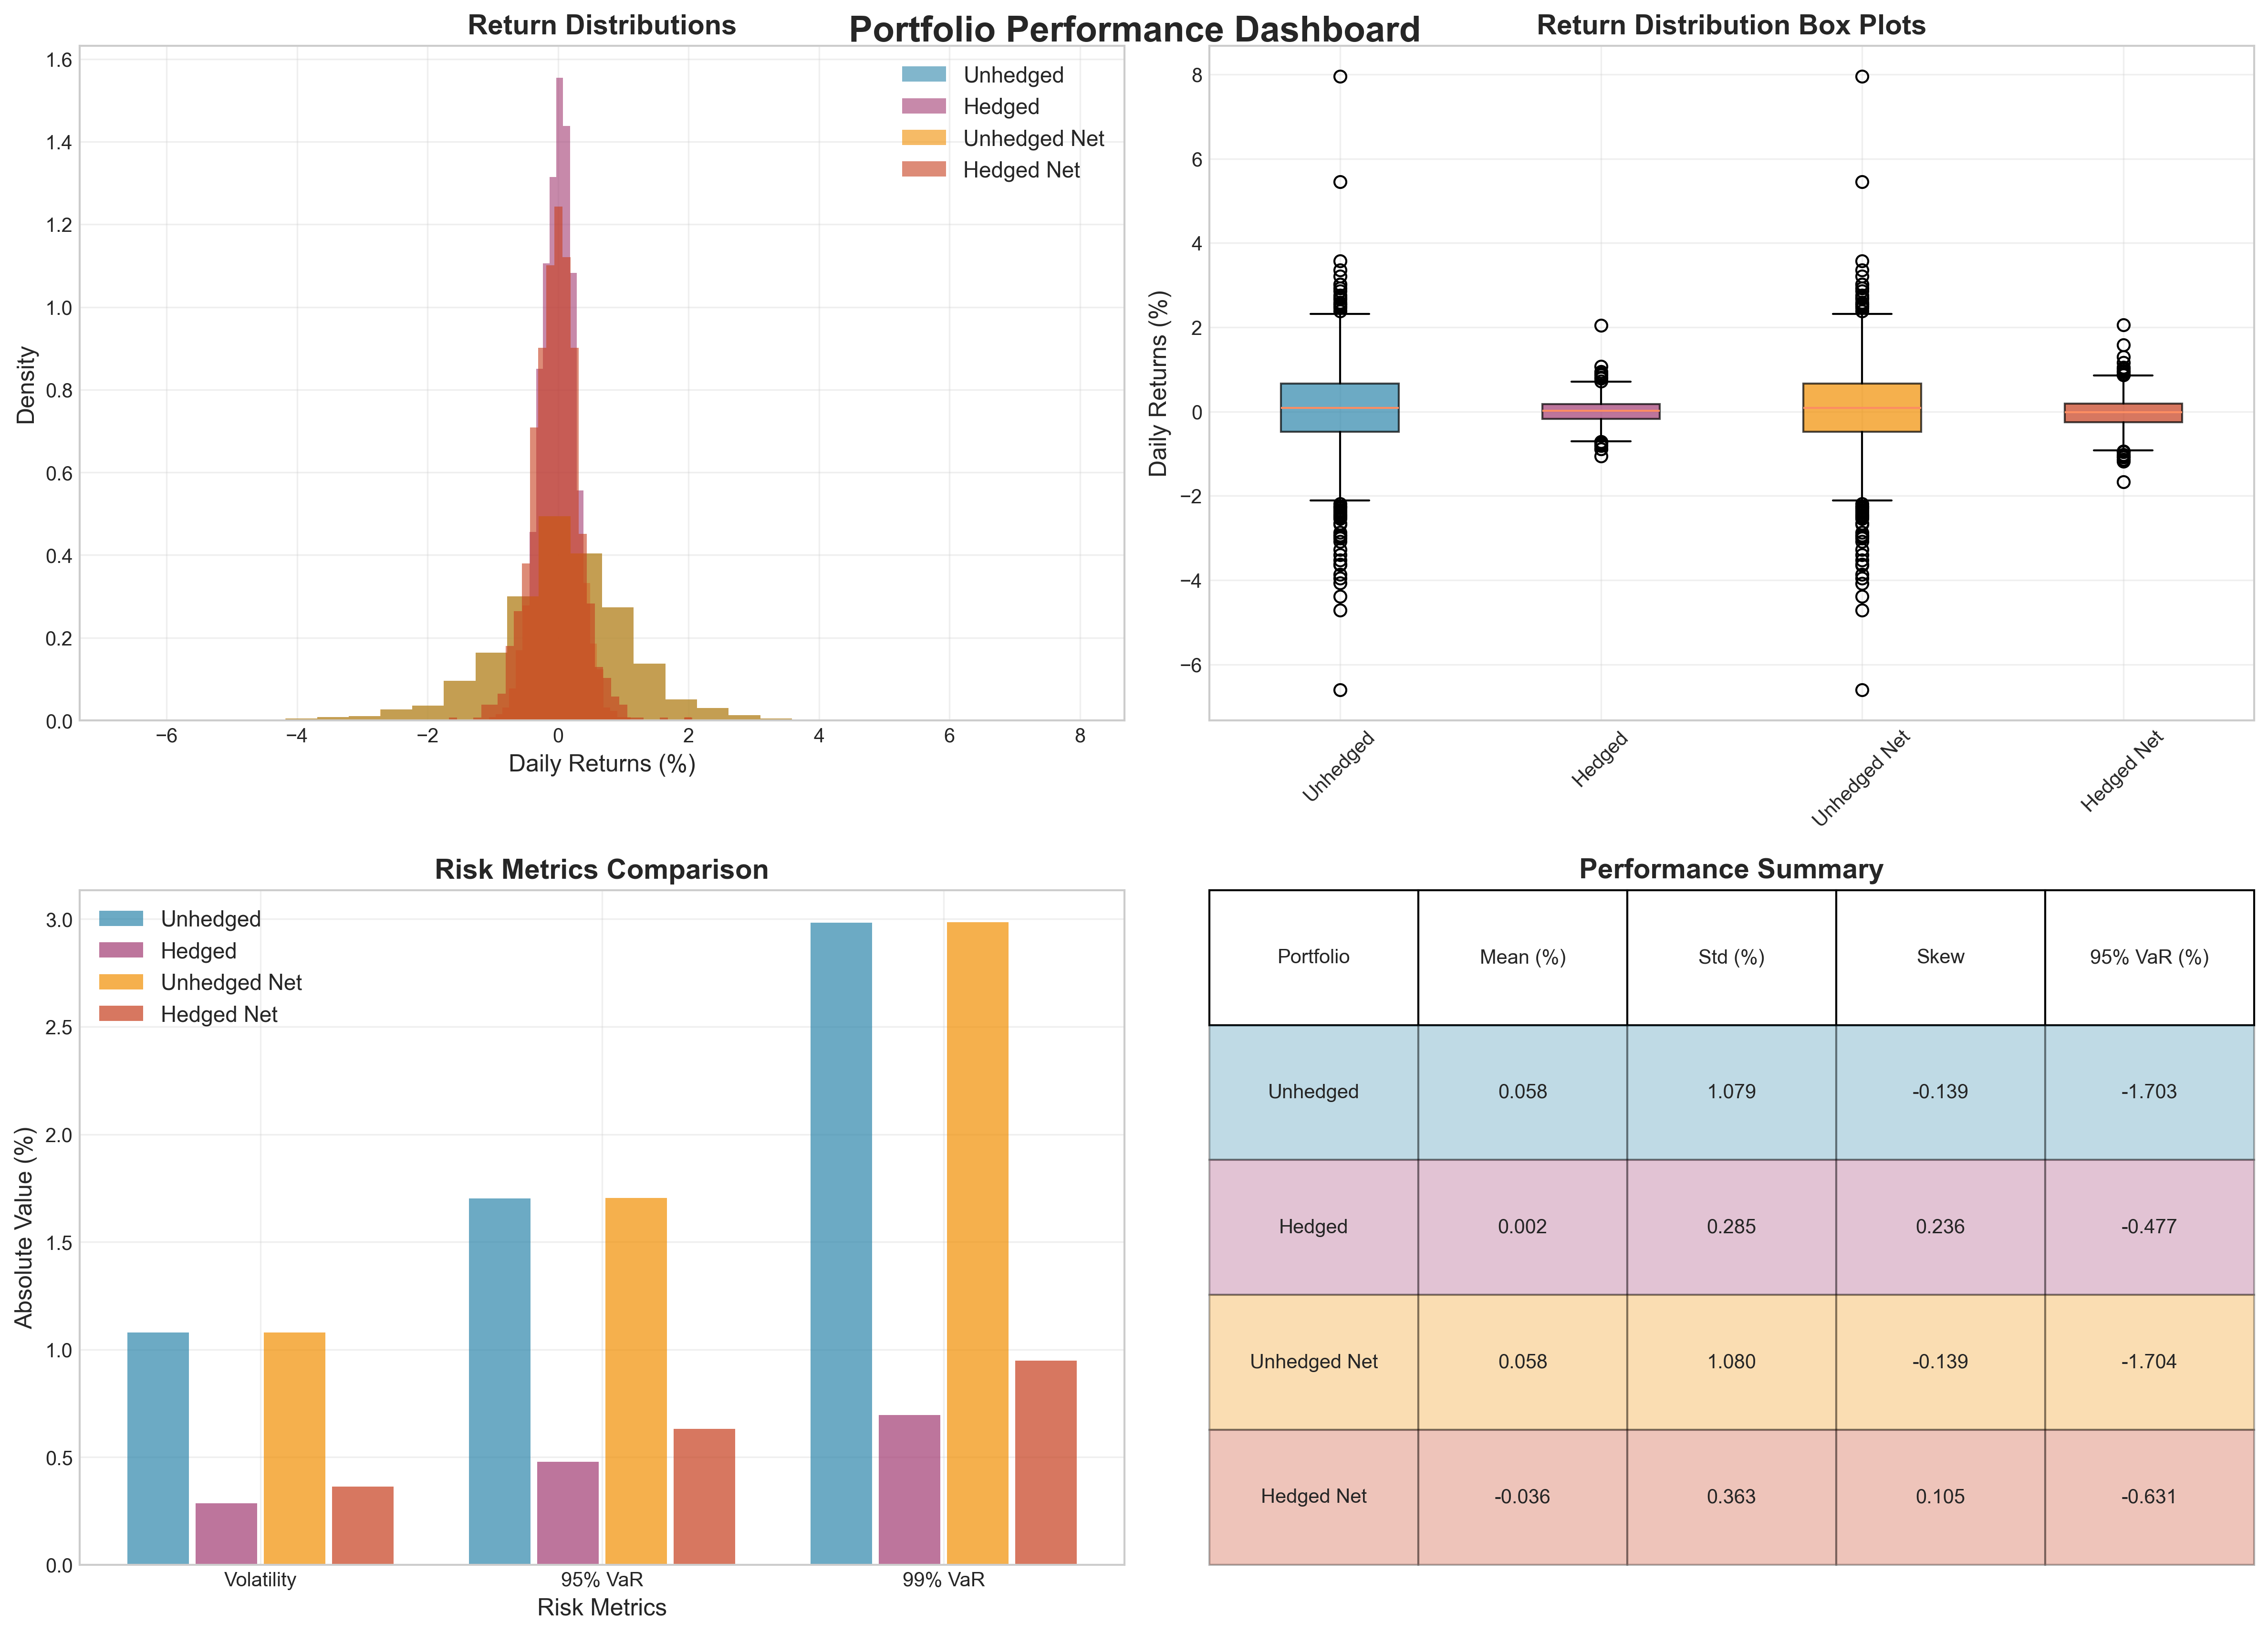 Portfolio Performance Dashboard
Return Distributions
Density
1.6
1.4
1.2
1.0
0.8
0.6
0.4
0.2
0.0
Unhedged
Hedged
Unhedged Net
Hedged Net
−6 −4 −2 0 2 4 6 8
Daily Returns (%)
Return Distribution Box Plots
Daily Returns (%)
8
6
4
2
0
−2
−4
−6
Unhedged
Hedged
Unhedged Net
Hedged Net
Risk Metrics Comparison
Absolute Value (%)
3.0
2.5
2.0
1.5
1.0
0.5
0.0
Unhedged
Hedged
Unhedged Net
Hedged Net
Volatility 95% VaR 99% VaR
Risk Metrics
Performance Summary
Portfolio Mean (%) Std (%) Skew 95% VaR (%)
Unhedged 0.058 1.079 -0.139 -1.703
Hedged 0.002 0.285 0.236 -0.477
Unhedged Net 0.058 1.080 -0.139 -1.704
Hedged Net -0.036 0.363 0.105 -0.631